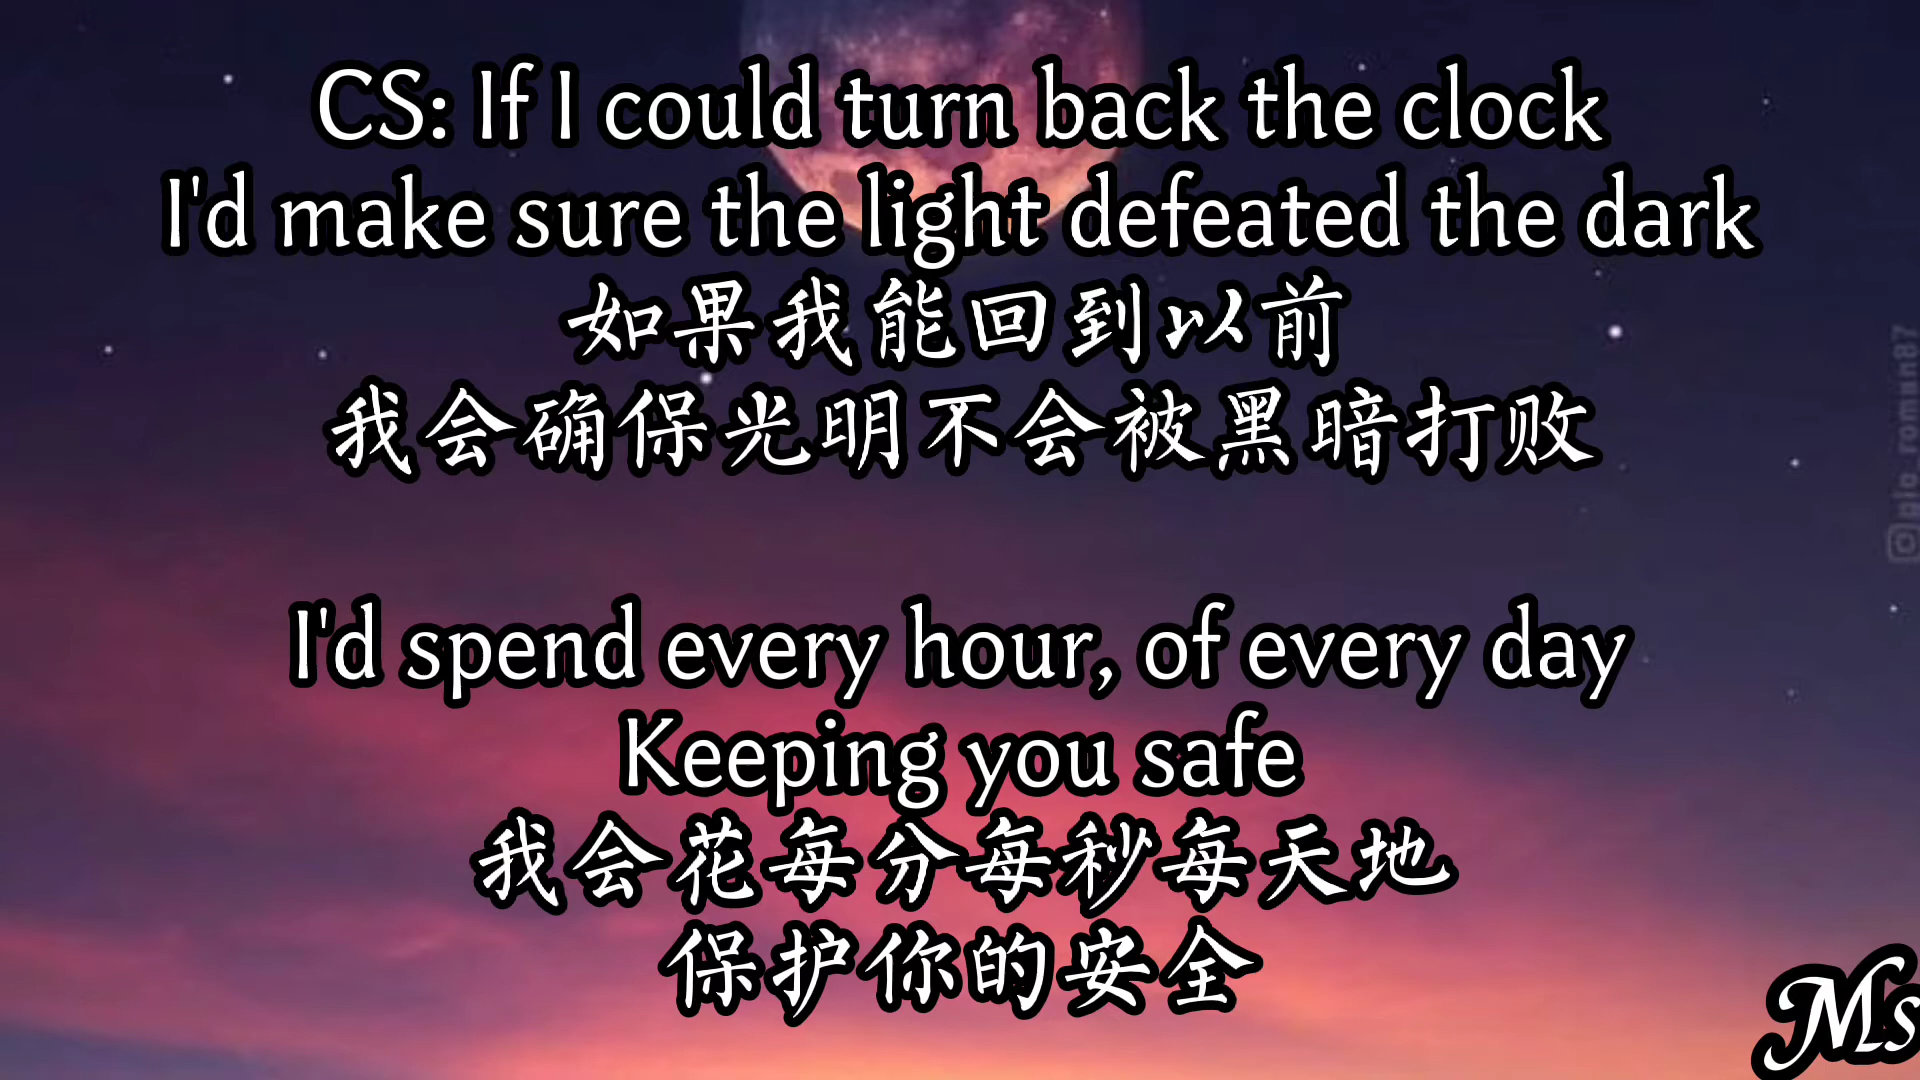 CS: If I could turn back the clock
I'd make sure the light defeated the dark
如果我能回到以前
我会确保光明不会被黑暗打败
I'd spend every hour, of every day
Keeping you safe
我会花每分每秒每天地
保护你的安全
Ms
@glo_roman87